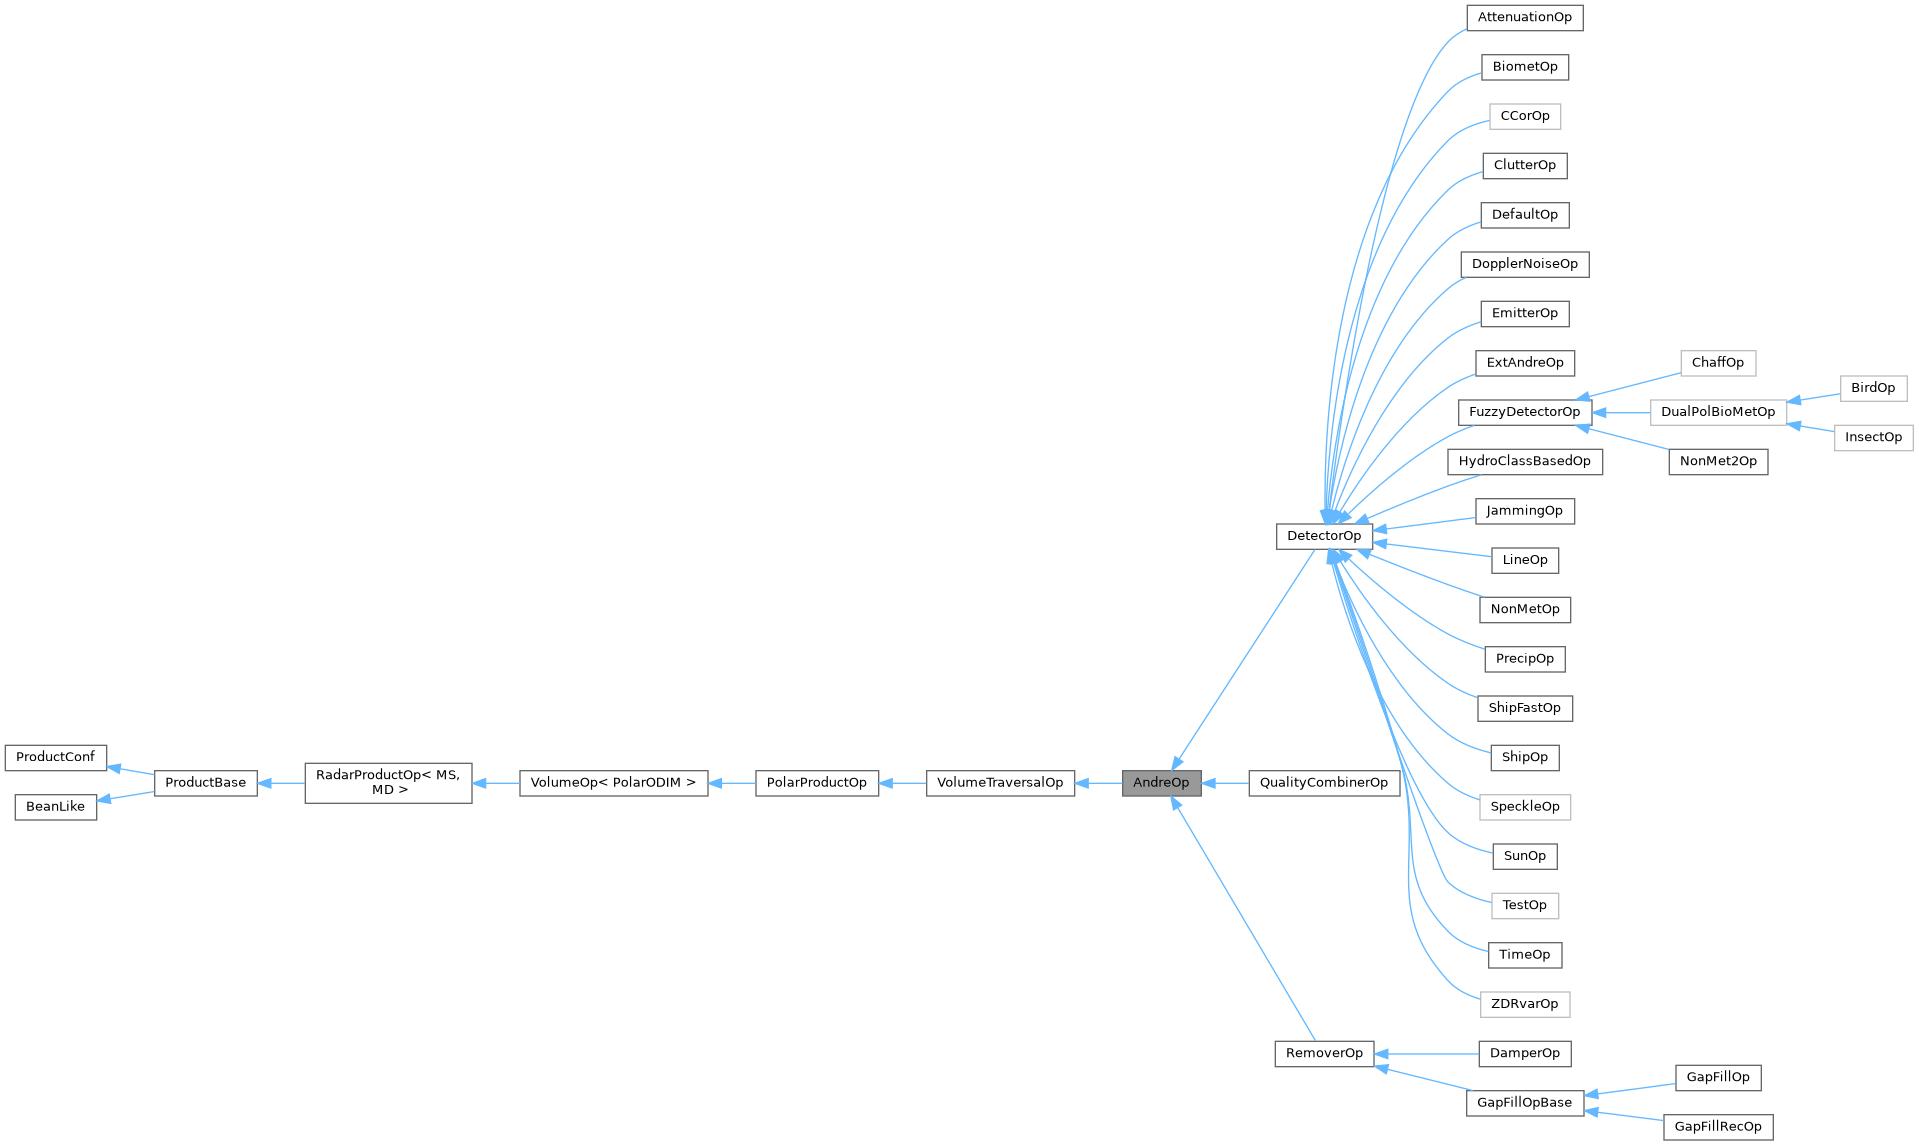 AttenuationOp
BiometOp
CCorOp
ClutterOp
DefaultOp
DopplerNoiseOp
EmitterOp
ExtAndreOp
ChaffOp
BirdOp
FuzzyDetectorOp
DualPolBioMetOp
InsectOp
HydroClassBasedOp
NonMet2Op
JammingOp
DetectorOp
LineOp
NonMetOp
PrecipOp
ShipFastOp
ShipOp
ProductConf
ProductBase
RadarProductOp< MS,
MD >
VolumeOp< PolarODIM >
PolarProductOp
VolumeTraversalOp
AndreOp
QualityCombinerOp
BeanLike
SpeckleOp
SunOp
TestOp
TimeOp
ZDRvarOp
RemoverOp
DamperOp
GapFillOp
GapFillOpBase
GapFillRecOp